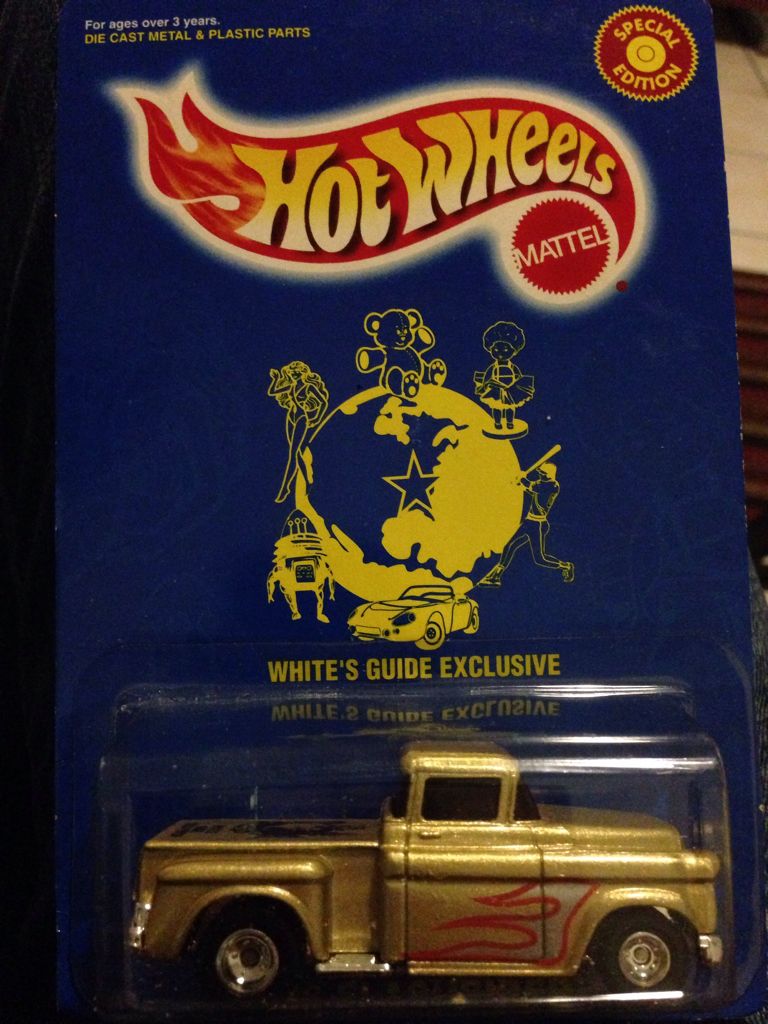 For ages over 3 years.
DIE CAST METAL & PLASTIC PARTS
SPECIAL
EDITION
Hot Wheels
MATTEL
WHITE'S GUIDE EXCLUSIVE